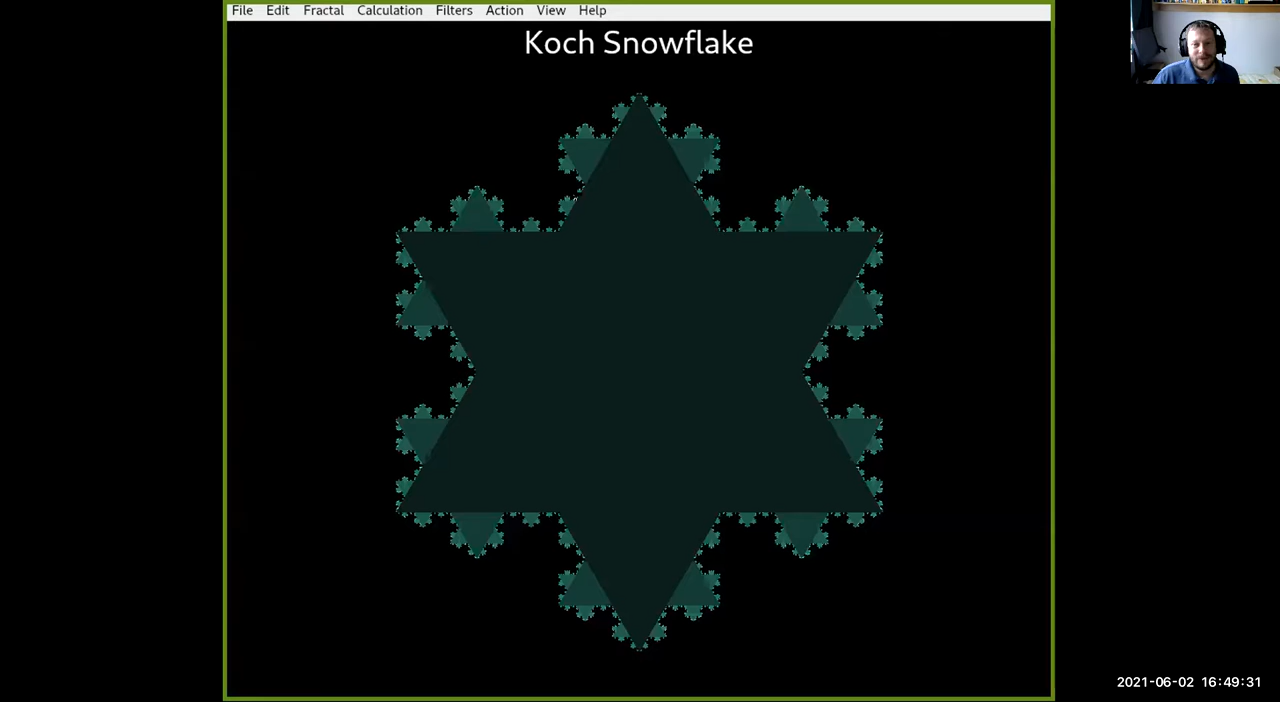 File Edit Fractal Calculation Filters Action View Help
Koch Snowflake
2021-06-02 16:49:31